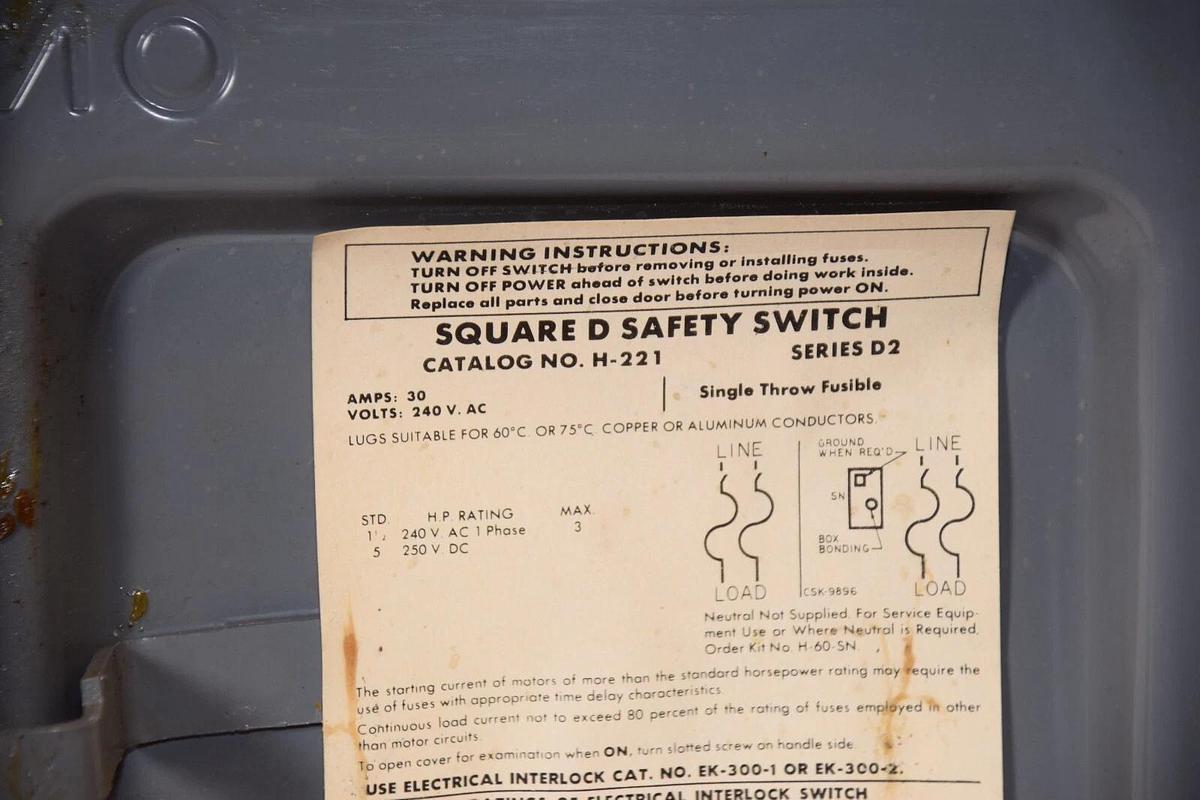 NO
WARNING INSTRUCTIONS:
TURN OFF SWITCH before removing or installing fuses.
TURN OFF POWER ahead of switch before doing work inside.
Replace all parts and close door before turning power ON.
SQUARE D SAFETY SWITCH
CATALOG NO. H-221 SERIES D2
AMPS: 30
VOLTS: 240 V. AC
Single Throw Fusible
LUGS SUITABLE FOR 60°C. OR 75°C. COPPER OR ALUMINUM CONDUCTORS.
LINE
GROUND
WHEN REQ'D
LINE
SN
BOX
BONDING
LOAD
CSK-9896
LOAD
STD. H.P. RATING MAX.
1½ 240 V. AC 1 Phase 3
5 250 V. DC
Neutral Not Supplied. For Service Equip-
ment Use or Where Neutral is Required,
Order Kit No. H-60-SN.
The starting current of motors of more than the standard horsepower rating may require the
use of fuses with appropriate time delay characteristics.
Continuous load current not to exceed 80 percent of the rating of fuses employed in other
than motor circuits.
To open cover for examination when ON, turn slotted screw on handle side.
USE ELECTRICAL INTERLOCK CAT. NO. EK-300-1 OR EK-300-2.
RATINGS OF ELECTRICAL INTERLOCK SWITCH